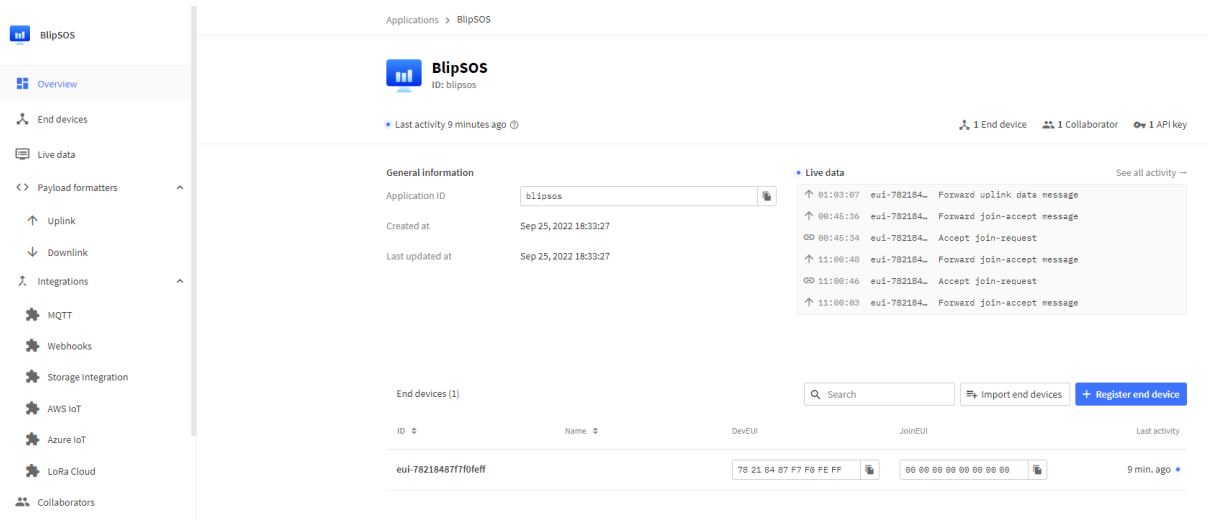 BlipSOS
Overview
End devices
Live data
Payload formatters
Uplink
Downlink
Integrations
MQTT
Webhooks
Storage Integration
AWS IoT
Azure IoT
LoRa Cloud
Collaborators
Applications > BlipSOS
BlipSOS
ID: blipsos
Last activity 9 minutes ago
1 End device 1 Collaborator 1 API key
General information
Application ID blipsos
Created at Sep 25, 2022 18:33:27
Last updated at Sep 25, 2022 18:33:27
Live data See all activity →
↑ 01:03:07 eui-782184… Forward uplink data message
↑ 00:45:36 eui-782184… Forward join-accept message
00:45:34 eui-782184… Accept join-request
↑ 11:00:48 eui-782184… Forward join-accept message
11:00:46 eui-782184… Accept join-request
↑ 11:00:03 eui-782184… Forward join-accept message
End devices (1) Search Import end devices + Register end device
ID Name DevEUI JoinEUI Last activity
eui-78218487f7f0feff 78 21 84 87 F7 F0 FE FF 00 00 00 00 00 00 00 00 9 min. ago